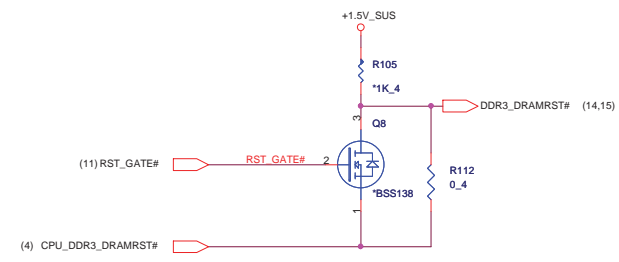 +1.5V_SUS
R105
*1K_4
DDR3_DRAMRST# (14,15)
3
Q8
(11) RST_GATE#
RST_GATE#
2
R112
0_4
*BSS138
1
(4) CPU_DDR3_DRAMRST#